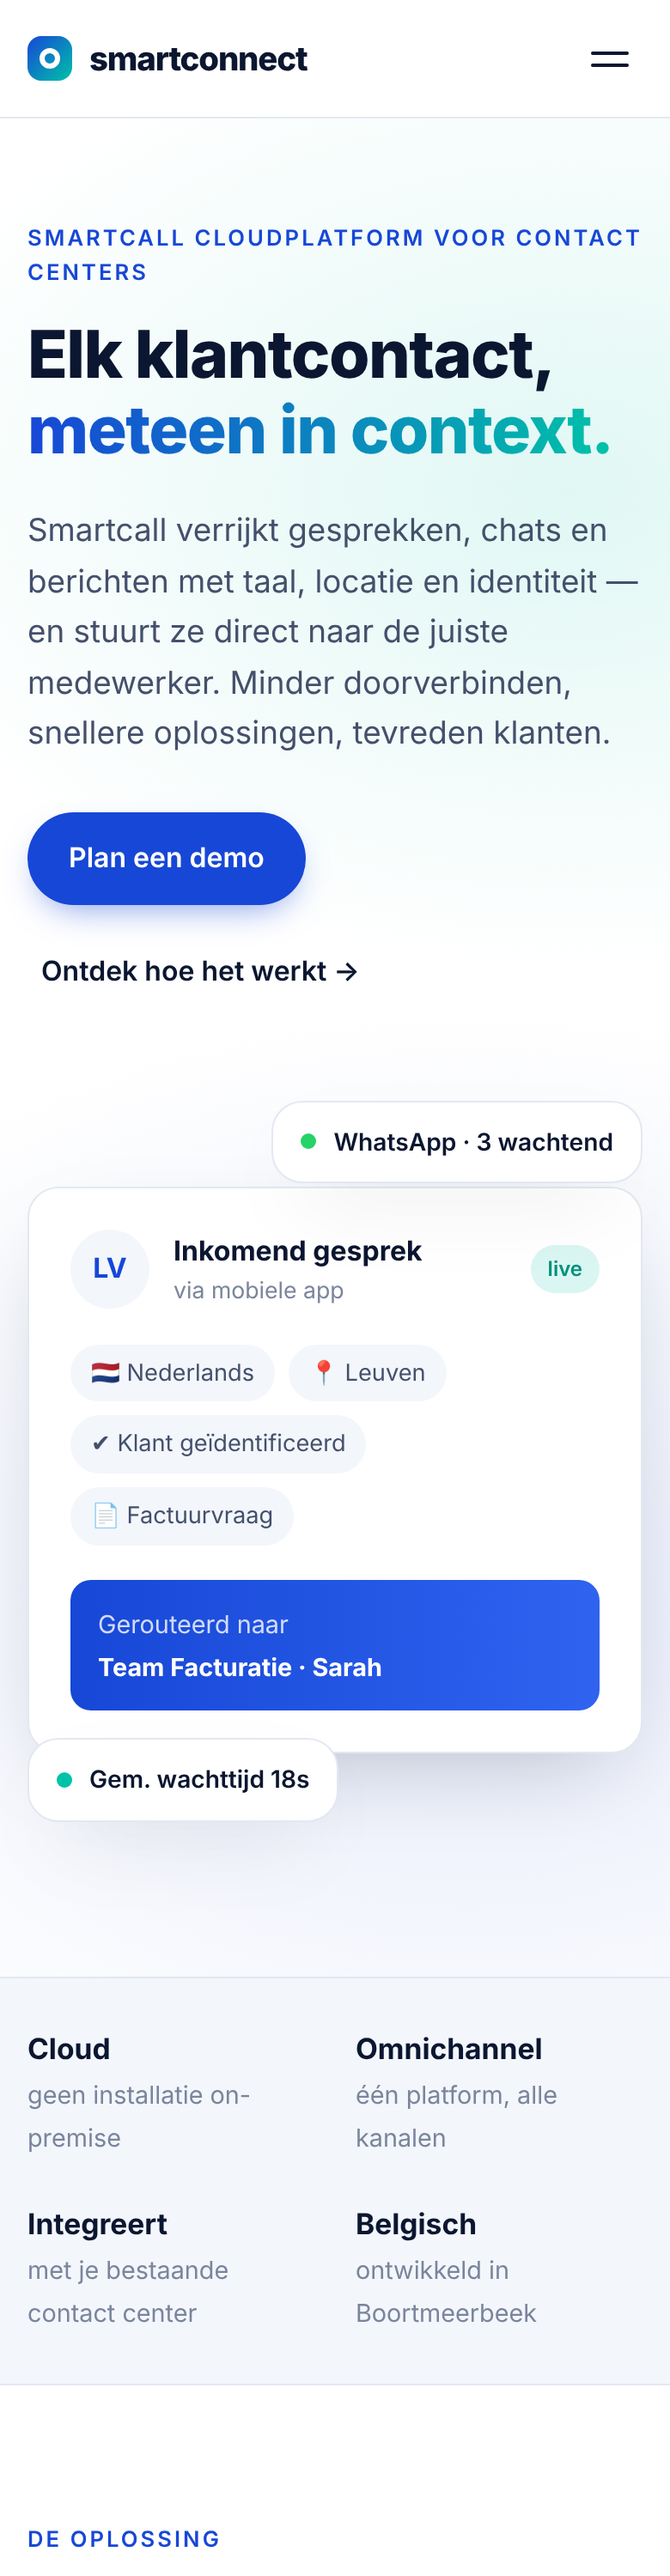 smartconnect
SMARTCALL CLOUDPLATFORM VOOR CONTACT
CENTERS
Elk klantcontact,
meteen in context.
Smartcall verrijkt gesprekken, chats en
berichten met taal, locatie en identiteit —
en stuurt ze direct naar de juiste
medewerker. Minder doorverbinden,
snellere oplossingen, tevreden klanten.
Plan een demo
Ontdek hoe het werkt →
WhatsApp · 3 wachtend
LV
Inkomend gesprek
via mobiele app
live
🇳🇱 Nederlands
📍 Leuven
✔ Klant geïdentificeerd
📄 Factuurvraag
Gerouteerd naar
Team Facturatie · Sarah
Gem. wachttijd 18s
Cloud
geen installatie on-
premise
Omnichannel
één platform, alle
kanalen
Integreert
met je bestaande
contact center
Belgisch
ontwikkeld in
Boortmeerbeek
DE OPLOSSING